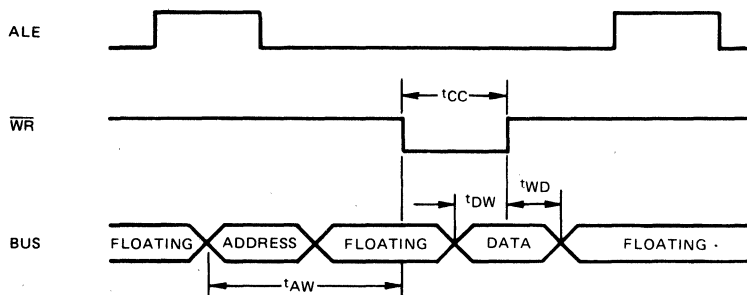 ALE
WR
tCC
tDW
tWD
BUS
FLOATING
ADDRESS
FLOATING
DATA
FLOATING
tAW